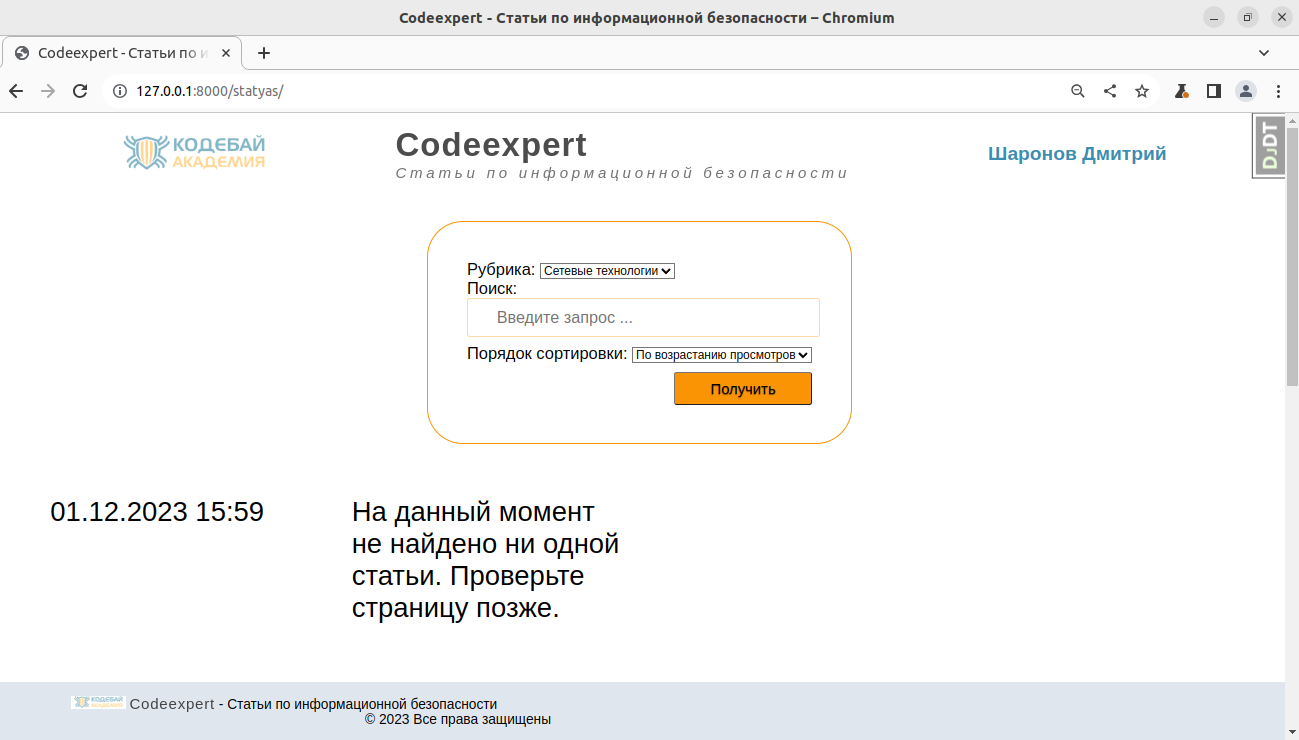 Codeexpert - Статьи по информационной безопасности – Chromium
Codeexpert - Статьи по и
127.0.0.1:8000/statyas/
КОДЕБАЙ
АКАДЕМИЯ
Codeexpert
Статьи по информационной безопасности
Шаронов Дмитрий
DJDT
Рубрика: Сетевые технологии
Поиск:
Введите запрос ...
Порядок сортировки: По возрастанию просмотров
Получить
01.12.2023 15:59
На данный момент
не найдено ни одной
статьи. Проверьте
страницу позже.
КОДЕБАЙ
АКАДЕМИЯ
Codeexpert - Статьи по информационной безопасности
© 2023 Все права защищены